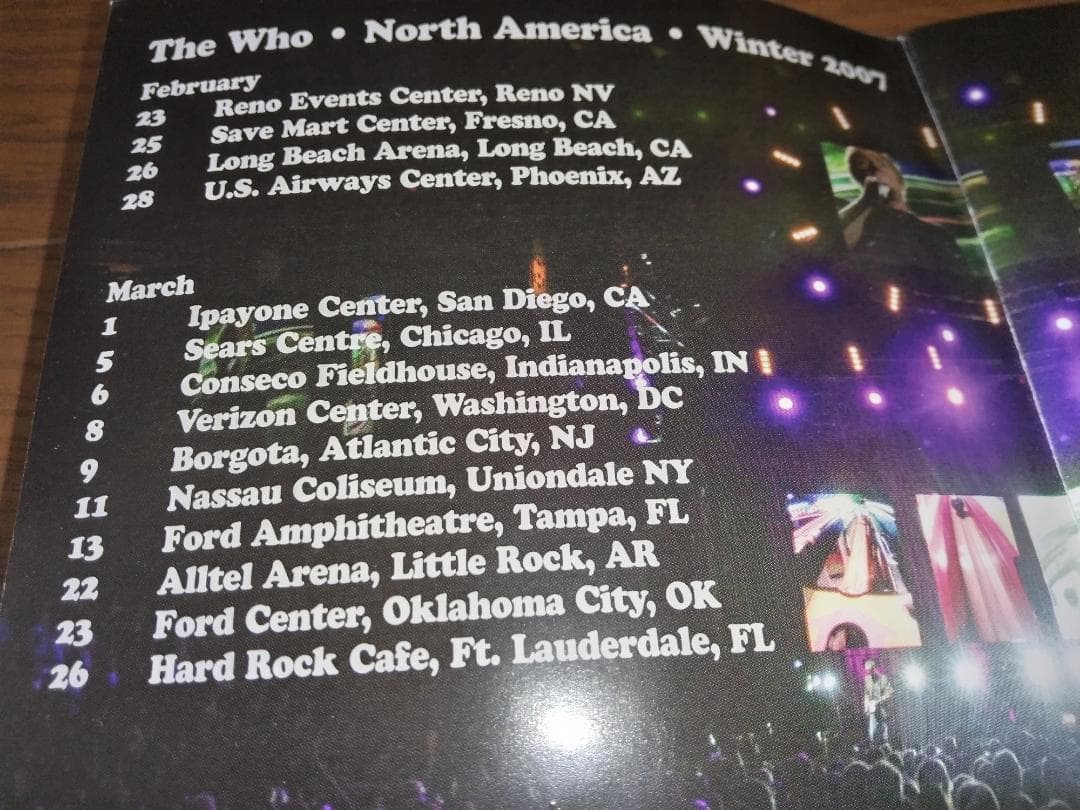 The Who • North America • Winter 2007
February
23 Reno Events Center, Reno NV
25 Save Mart Center, Fresno, CA
26 Long Beach Arena, Long Beach, CA
28 U.S. Airways Center, Phoenix, AZ
March
1 Ipayone Center, San Diego, CA
5 Sears Centre, Chicago, IL
6 Conseco Fieldhouse, Indianapolis, IN
8 Verizon Center, Washington, DC
9 Borgota, Atlantic City, NJ
11 Nassau Coliseum, Uniondale NY
13 Ford Amphitheatre, Tampa, FL
22 Alltel Arena, Little Rock, AR
23 Ford Center, Oklahoma City, OK
26 Hard Rock Cafe, Ft. Lauderdale, FL